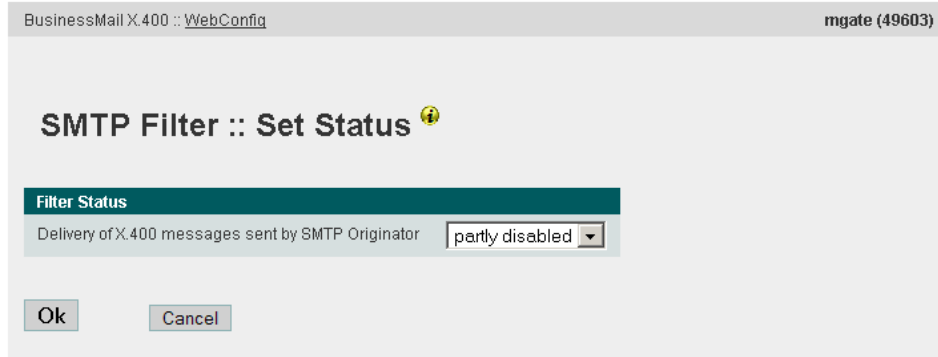 BusinessMail X.400 :: WebConfig
mgate (49603)
SMTP Filter :: Set Status
Filter Status
Delivery of X.400 messages sent by SMTP Originator partly disabled
Ok Cancel